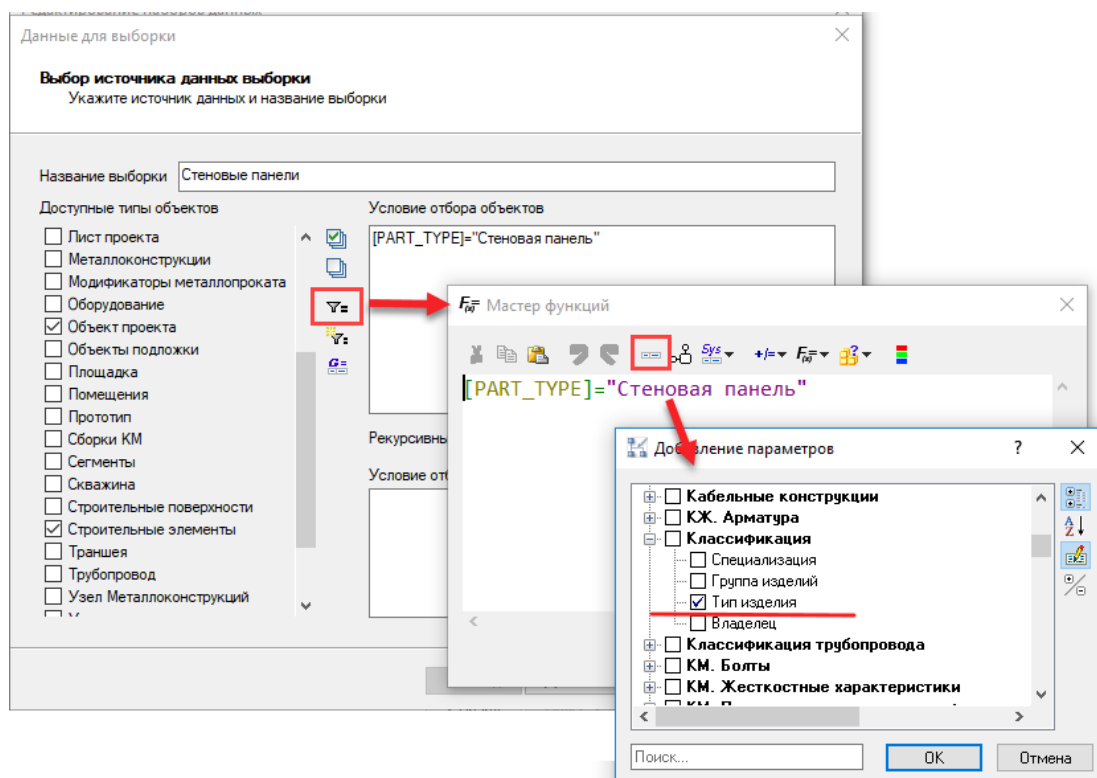 Данные для выборки
Выбор источника данных выборки
Укажите источник данных и название выборки
Название выборки Стеновые панели
Доступные типы объектов
Условие отбора объектов
Лист проекта
Металлоконструкции
Модификаторы металлопроката
Оборудование
Объект проекта
Объекты подложки
Площадка
Помещения
Прототип
Сборки КМ
Сегменты
Скважина
Строительные поверхности
Строительные элементы
Траншея
Трубопровод
Узел Металлоконструкций
[PART_TYPE]="Стеновая панель"
Рекурсивн
Условие от
Мастер функций
Sys
[PART_TYPE]="Стеновая панель"
Добавление параметров
?
Кабельные конструкции
КЖ. Арматура
Классификация
Специализация
Группа изделий
Тип изделия
Владелец
Классификация трубопровода
КМ. Болты
КМ. Жесткостные характеристики
Поиск...
OK
Отмена